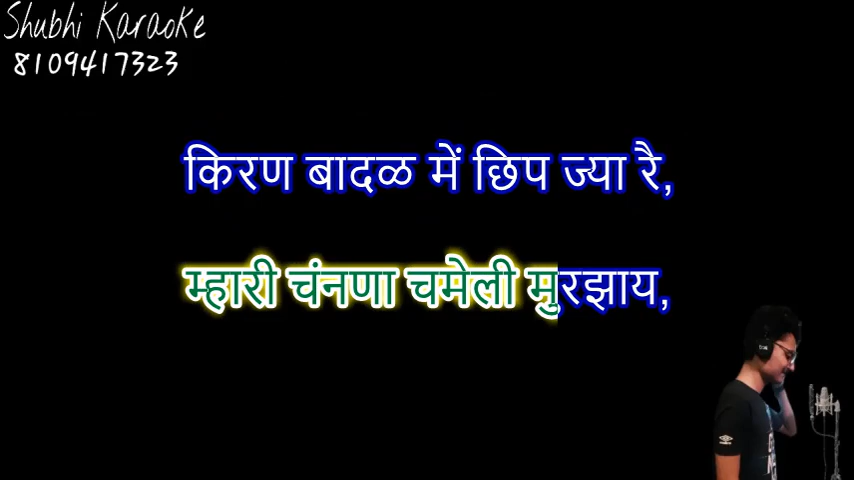 Shubhi Karaoke
8109417323
किरण बादळ में छिप ज्या रै,
म्हारी चंनणा चमेली मुरझाय,